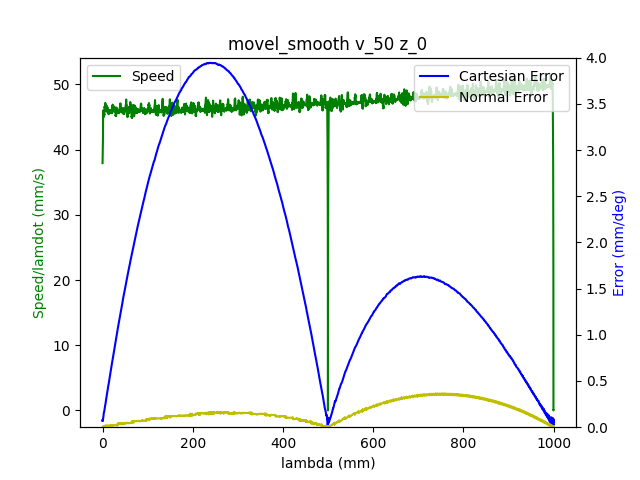 movel_smooth v_50 z_0
Speed
Cartesian Error
Normal Error
50
40
30
20
10
0
Speed/lamdot (mm/s)
4.0
3.5
3.0
2.5
2.0
1.5
1.0
0.5
0.0
Error (mm/deg)
0 200 400 600 800 1000
lambda (mm)